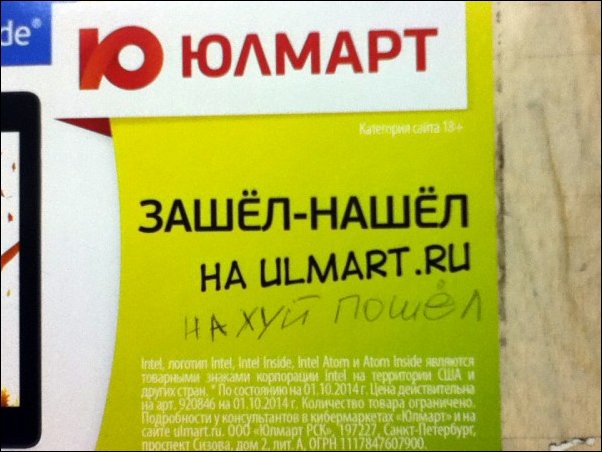 de®
Ю ЮЛМАРТ
Категория сайта 18+
ЗАШЁЛ-НАШЁЛ
НА ULMART.RU
НАХУЙ ПОШЁЛ
Intel, логотип Intel, Intel Inside, Intel Atom и Atom Inside являются
товарными знаками корпорации Intel на территории США и
других стран. * По состоянию на 01.10.2014 г. Цена действительна
на арт. 920846 на 01.10.2014 г. Количество товара ограничено.
Подробности у консультантов в кибермаркетах «Юлмарт» и на
сайте ulmart.ru. ООО «Юлмарт РСК», 197227, Санкт-Петербург,
проспект Сизова, дом 2, лит. А, ОГРН 1117847607900.